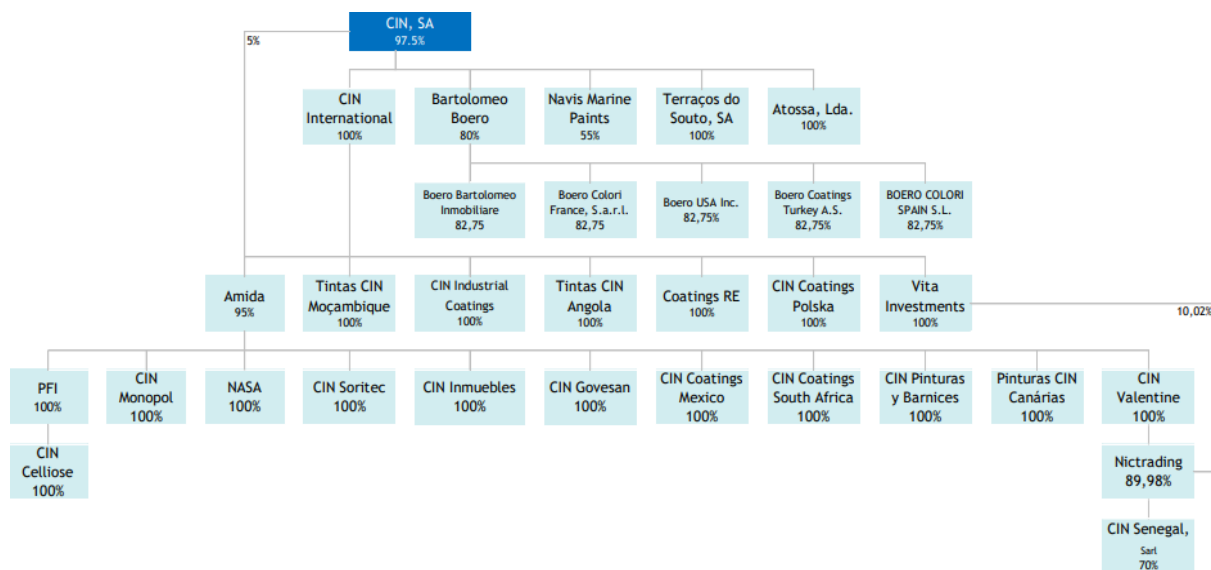 CIN, SA
97.5%
5%
CIN
International
100%
Bartolomeo
Boero
80%
Navis Marine
Paints
55%
Terraços do
Souto, SA
100%
Atossa, Lda.
100%
Boero Bartolomeo
Inmobiliare
82,75
Boero Colori
France, S.a.r.l.
82,75
Boero USA Inc.
82,75%
Boero Coatings
Turkey A.S.
82,75%
BOERO COLORI
SPAIN S.L.
82,75%
Amida
95%
Tintas CIN
Moçambique
100%
CIN Industrial
Coatings
100%
Tintas CIN
Angola
100%
Coatings RE
100%
CIN Coatings
Polska
100%
Vita
Investments
100%
10,02%
PFI
100%
CIN
Monopol
100%
NASA
100%
CIN Soritec
100%
CIN Inmuebles
100%
CIN Govesan
100%
CIN Coatings
Mexico
100%
CIN Coatings
South Africa
100%
CIN Pinturas
y Barnices
100%
Pinturas CIN
Canárias
100%
CIN
Valentine
100%
CIN
Celliose
100%
Nictrading
89,98%
CIN Senegal,
Sarl
70%